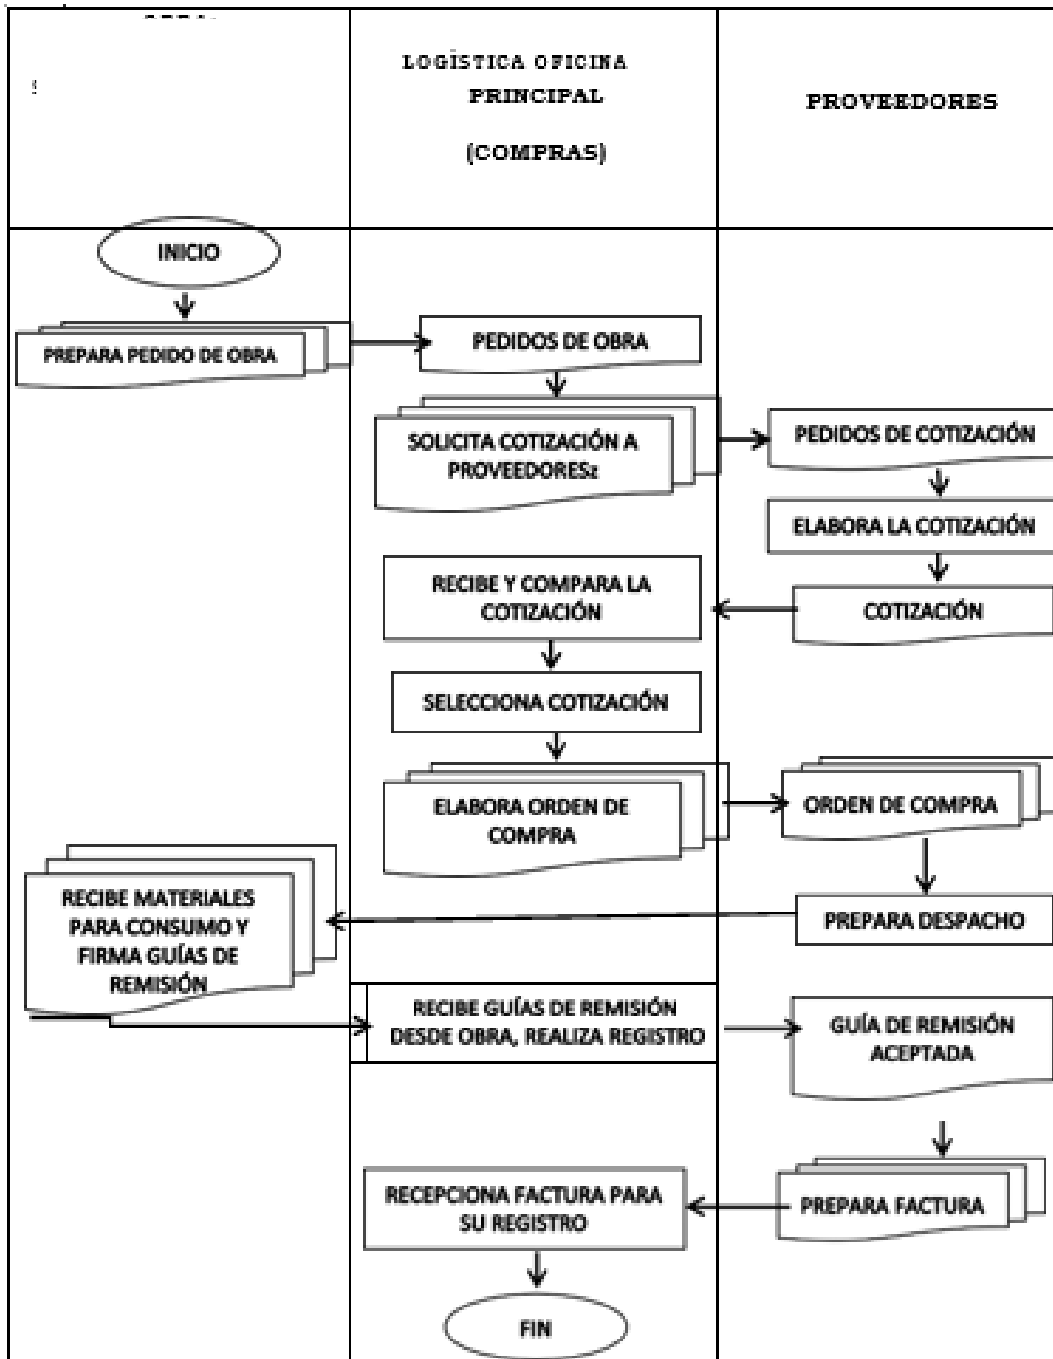 LOGÍSTICA OFICINA
PRINCIPAL
(COMPRAS)
PROVEEDORES
INICIO
PREPARA PEDIDO DE OBRA
PEDIDOS DE OBRA
SOLICITA COTIZACIÓN A
PROVEEDORESz
PEDIDOS DE COTIZACIÓN
ELABORA LA COTIZACIÓN
COTIZACIÓN
RECIBE Y COMPARA LA
COTIZACIÓN
SELECCIONA COTIZACIÓN
ELABORA ORDEN DE
COMPRA
ORDEN DE COMPRA
PREPARA DESPACHO
RECIBE MATERIALES
PARA CONSUMO Y
FIRMA GUÍAS DE
REMISIÓN
RECIBE GUÍAS DE REMISIÓN
DESDE OBRA, REALIZA REGISTRO
GUÍA DE REMISIÓN
ACEPTADA
PREPARA FACTURA
RECEPCIONA FACTURA PARA
SU REGISTRO
FIN